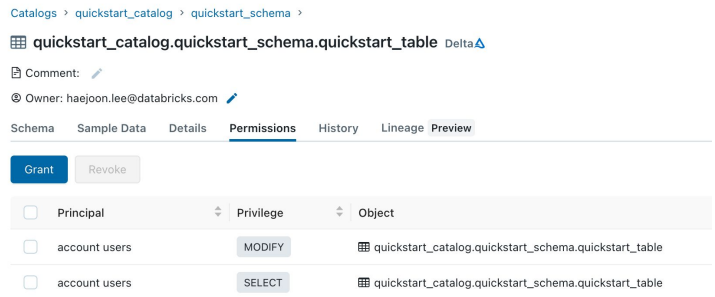 Catalogs > quickstart_catalog > quickstart_schema >
quickstart_catalog.quickstart_schema.quickstart_table Delta
Comment:
Owner: haejoon.lee@databricks.com
Schema Sample Data Details Permissions History Lineage Preview
Grant Revoke
Principal Privilege Object
account users MODIFY quickstart_catalog.quickstart_schema.quickstart_table
account users SELECT quickstart_catalog.quickstart_schema.quickstart_table